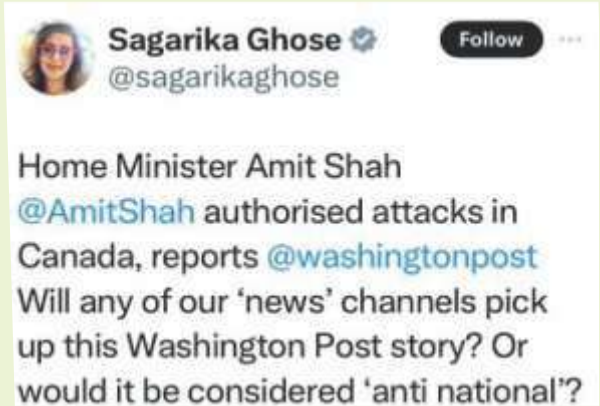 Sagarika Ghose
Follow
@sagarikaghose
Home Minister Amit Shah
@AmitShah authorised attacks in
Canada, reports @washingtonpost
Will any of our ‘news’ channels pick
up this Washington Post story? Or
would it be considered ‘anti national’?